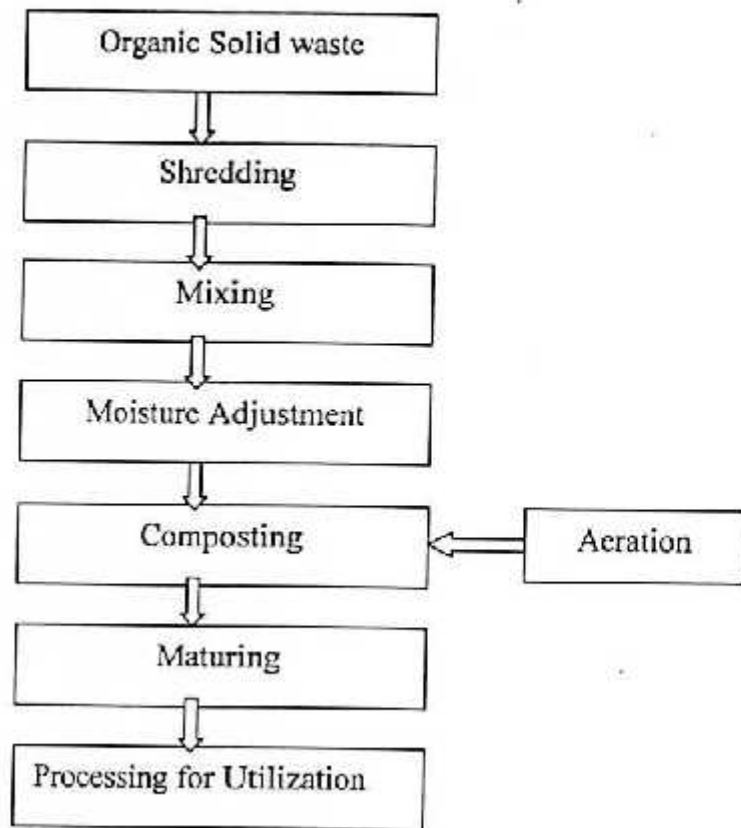 Organic Solid waste
Shredding
Mixing
Moisture Adjustment
Composting
Aeration
Maturing
Processing for Utilization